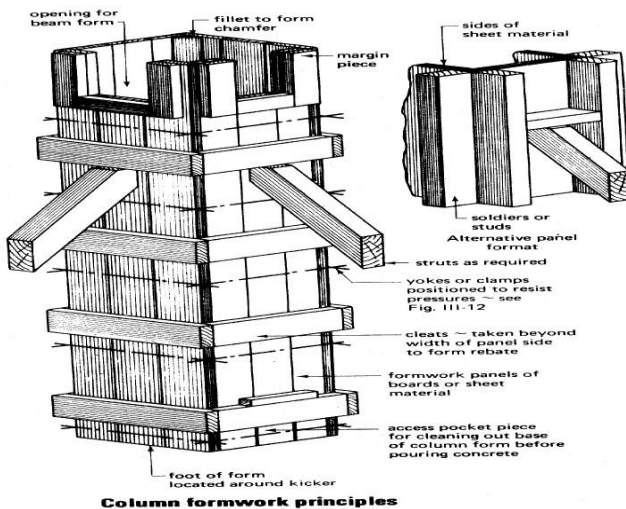 opening for
beam form
fillet to form
chamfer
margin
piece
sides of
sheet material
soldiers or
studs
Alternative panel
format
struts as required
yokes or clamps
positioned to resist
pressures ~ see
Fig. III-12
cleats ~ taken beyond
width of panel side
to form rebate
formwork panels of
boards or sheet
material
access pocket piece
for cleaning out base
of column form before
pouring concrete
foot of form
located around kicker
Column formwork principles